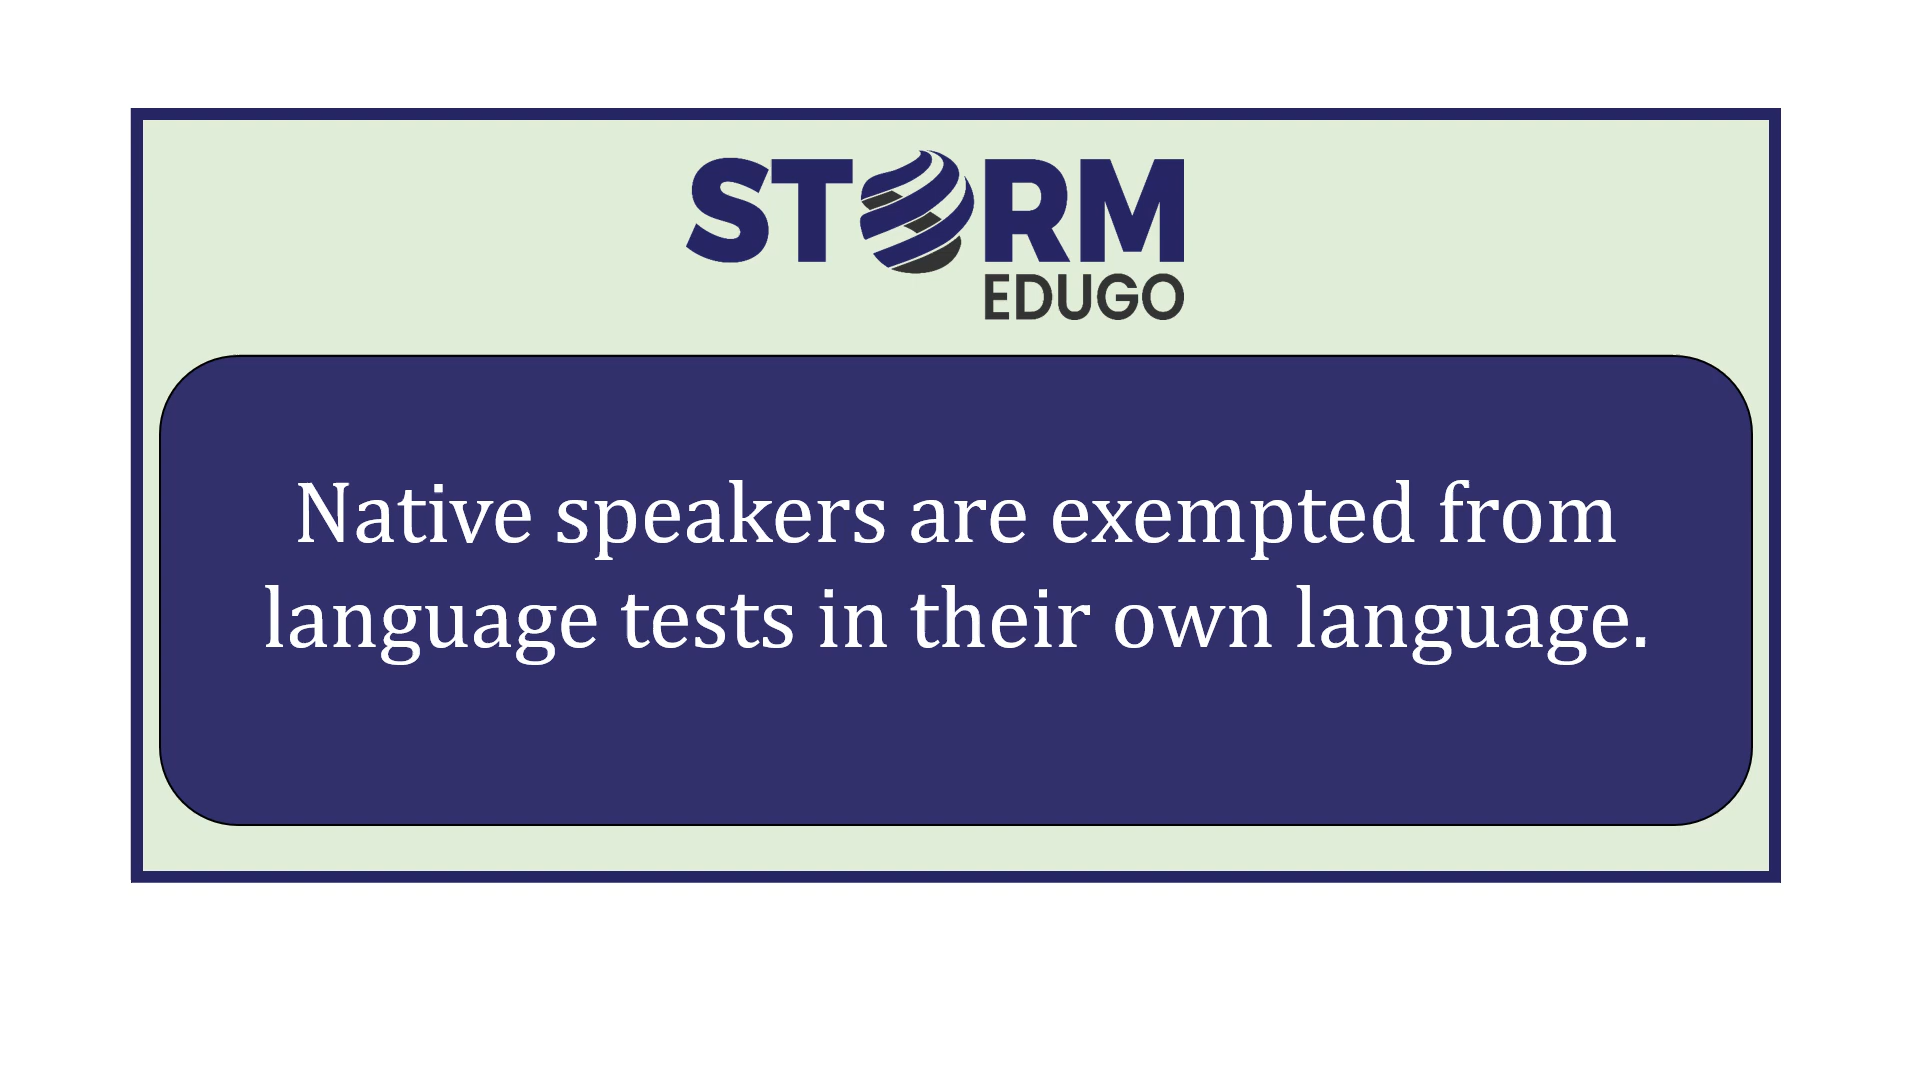 STORM
EDUGO
Native speakers are exempted from
language tests in their own language.